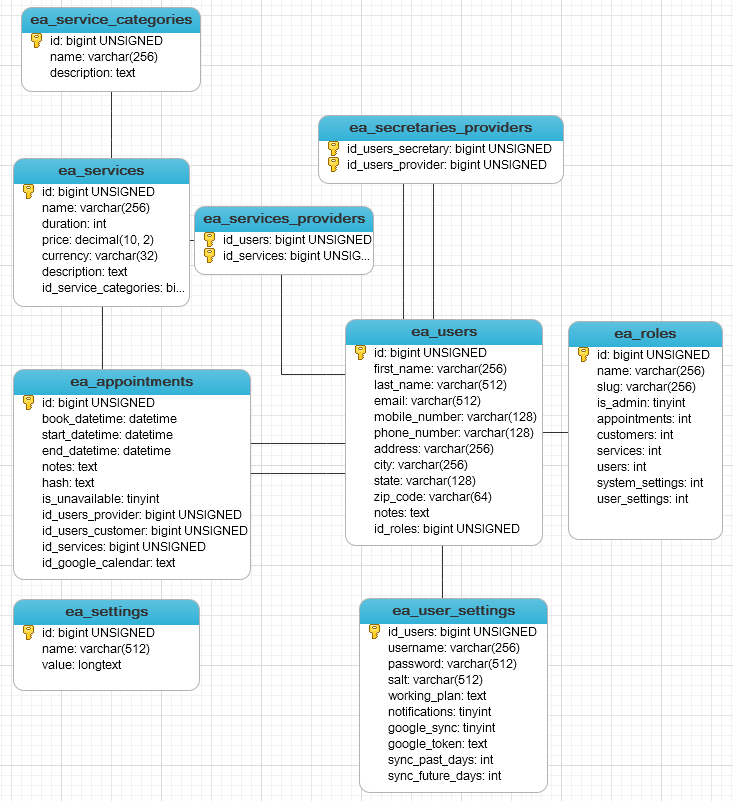 ea_service_categories
id: bigint UNSIGNED
name: varchar(256)
description: text
ea_secretaries_providers
id_users_secretary: bigint UNSIGNED
id_users_provider: bigint UNSIGNED
ea_services
id: bigint UNSIGNED
name: varchar(256)
duration: int
price: decimal(10, 2)
currency: varchar(32)
description: text
id_service_categories: bi...
ea_services_providers
id_users: bigint UNSIGNED
id_services: bigint UNSIG...
ea_users
id: bigint UNSIGNED
first_name: varchar(256)
last_name: varchar(512)
email: varchar(512)
mobile_number: varchar(128)
phone_number: varchar(128)
address: varchar(256)
city: varchar(256)
state: varchar(128)
zip_code: varchar(64)
notes: text
id_roles: bigint UNSIGNED
ea_roles
id: bigint UNSIGNED
name: varchar(256)
slug: varchar(256)
is_admin: tinyint
appointments: int
customers: int
services: int
users: int
system_settings: int
user_settings: int
ea_appointments
id: bigint UNSIGNED
book_datetime: datetime
start_datetime: datetime
end_datetime: datetime
notes: text
hash: text
is_unavailable: tinyint
id_users_provider: bigint UNSIGNED
id_users_customer: bigint UNSIGNED
id_services: bigint UNSIGNED
id_google_calendar: text
ea_settings
id: bigint UNSIGNED
name: varchar(512)
value: longtext
ea_user_settings
id_users: bigint UNSIGNED
username: varchar(256)
password: varchar(512)
salt: varchar(512)
working_plan: text
notifications: tinyint
google_sync: tinyint
google_token: text
sync_past_days: int
sync_future_days: int